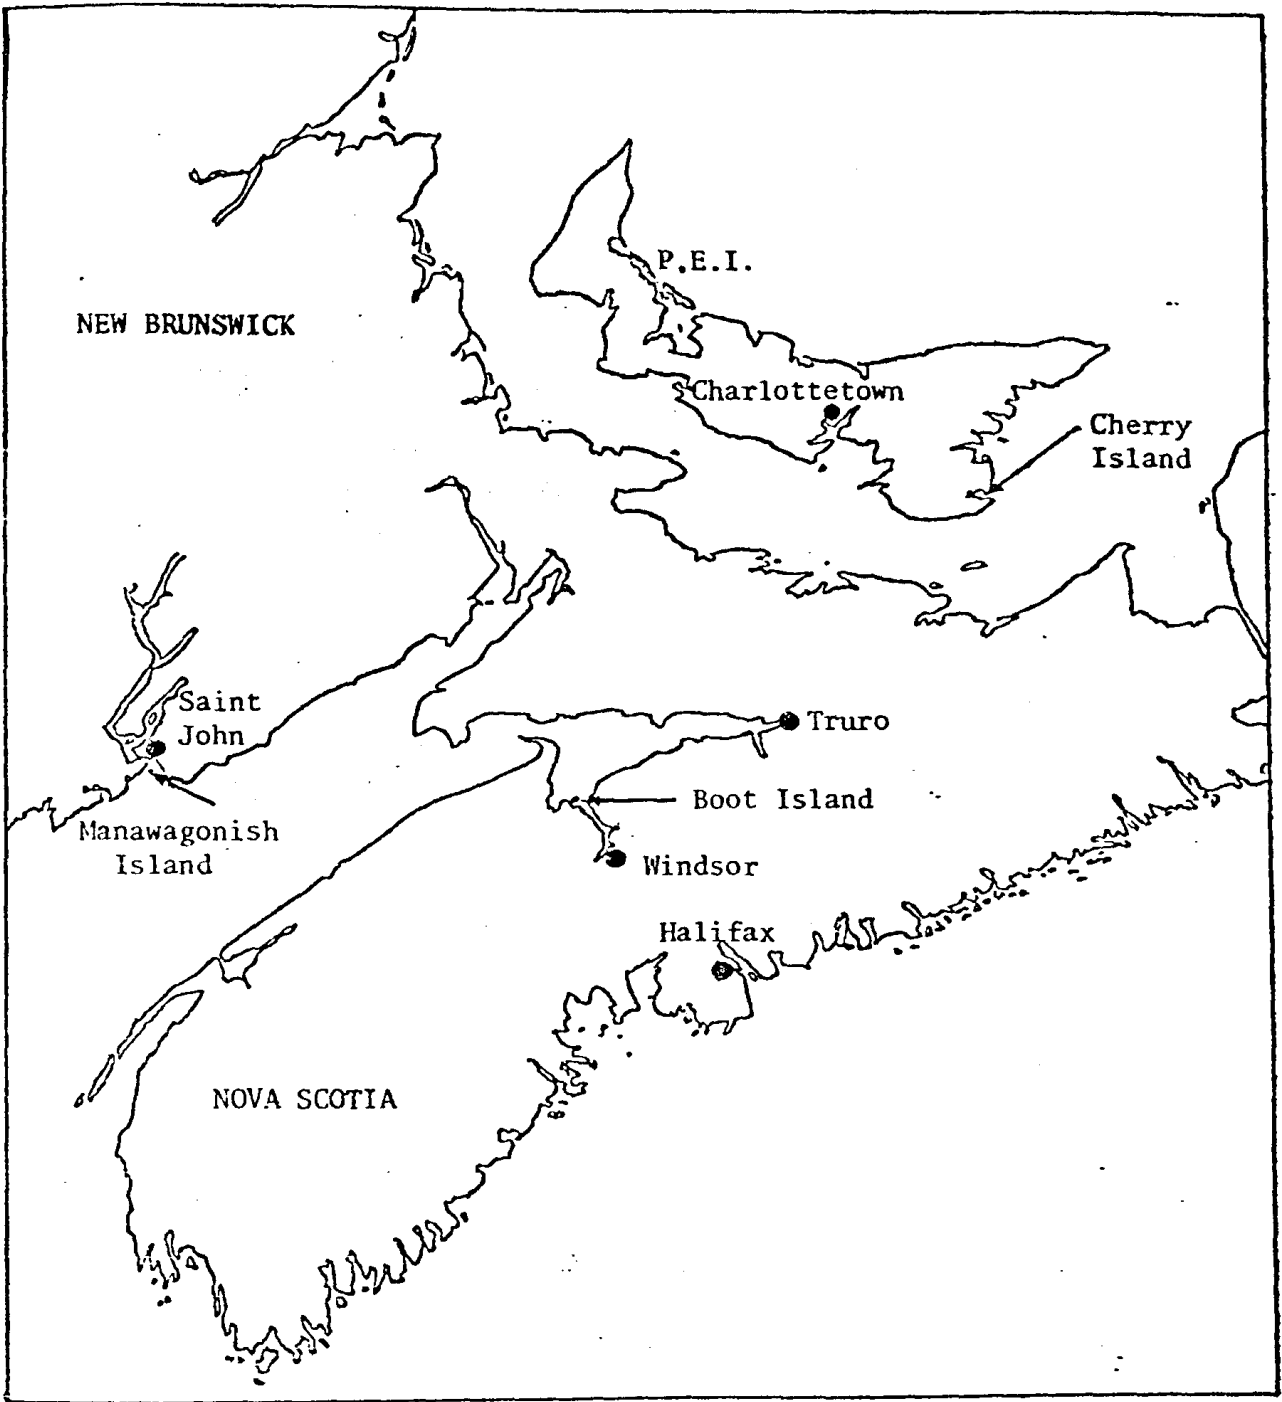 P.E.I.
NEW BRUNSWICK
Charlottetown
Cherry
Island
Saint
John
Truro
Boot Island
Manawagonish
Island
Windsor
Halifax
NOVA SCOTIA